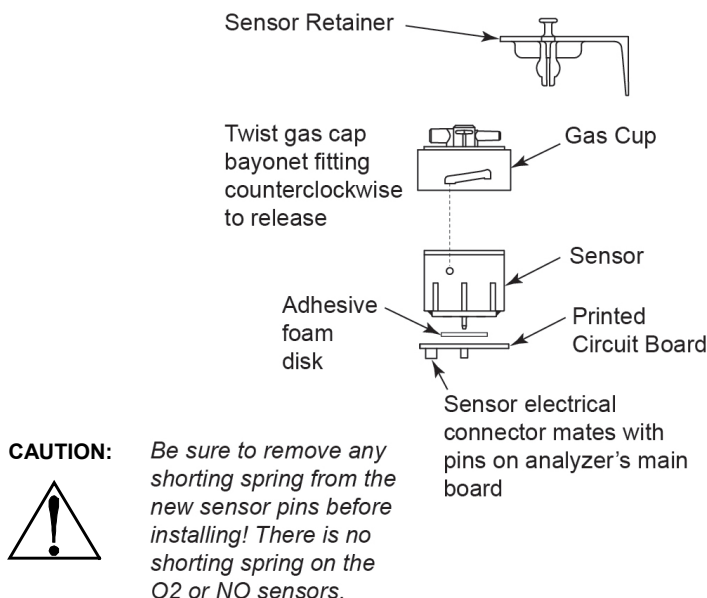 Sensor Retainer
Twist gas cap
bayonet fitting
counterclockwise
to release
Gas Cup
Sensor
Adhesive
foam
disk
Printed
Circuit Board
Sensor electrical
connector mates with
pins on analyzer's main
board
CAUTION:
Be sure to remove any
shorting spring from the
new sensor pins before
installing! There is no
shorting spring on the
O2 or NO sensors.